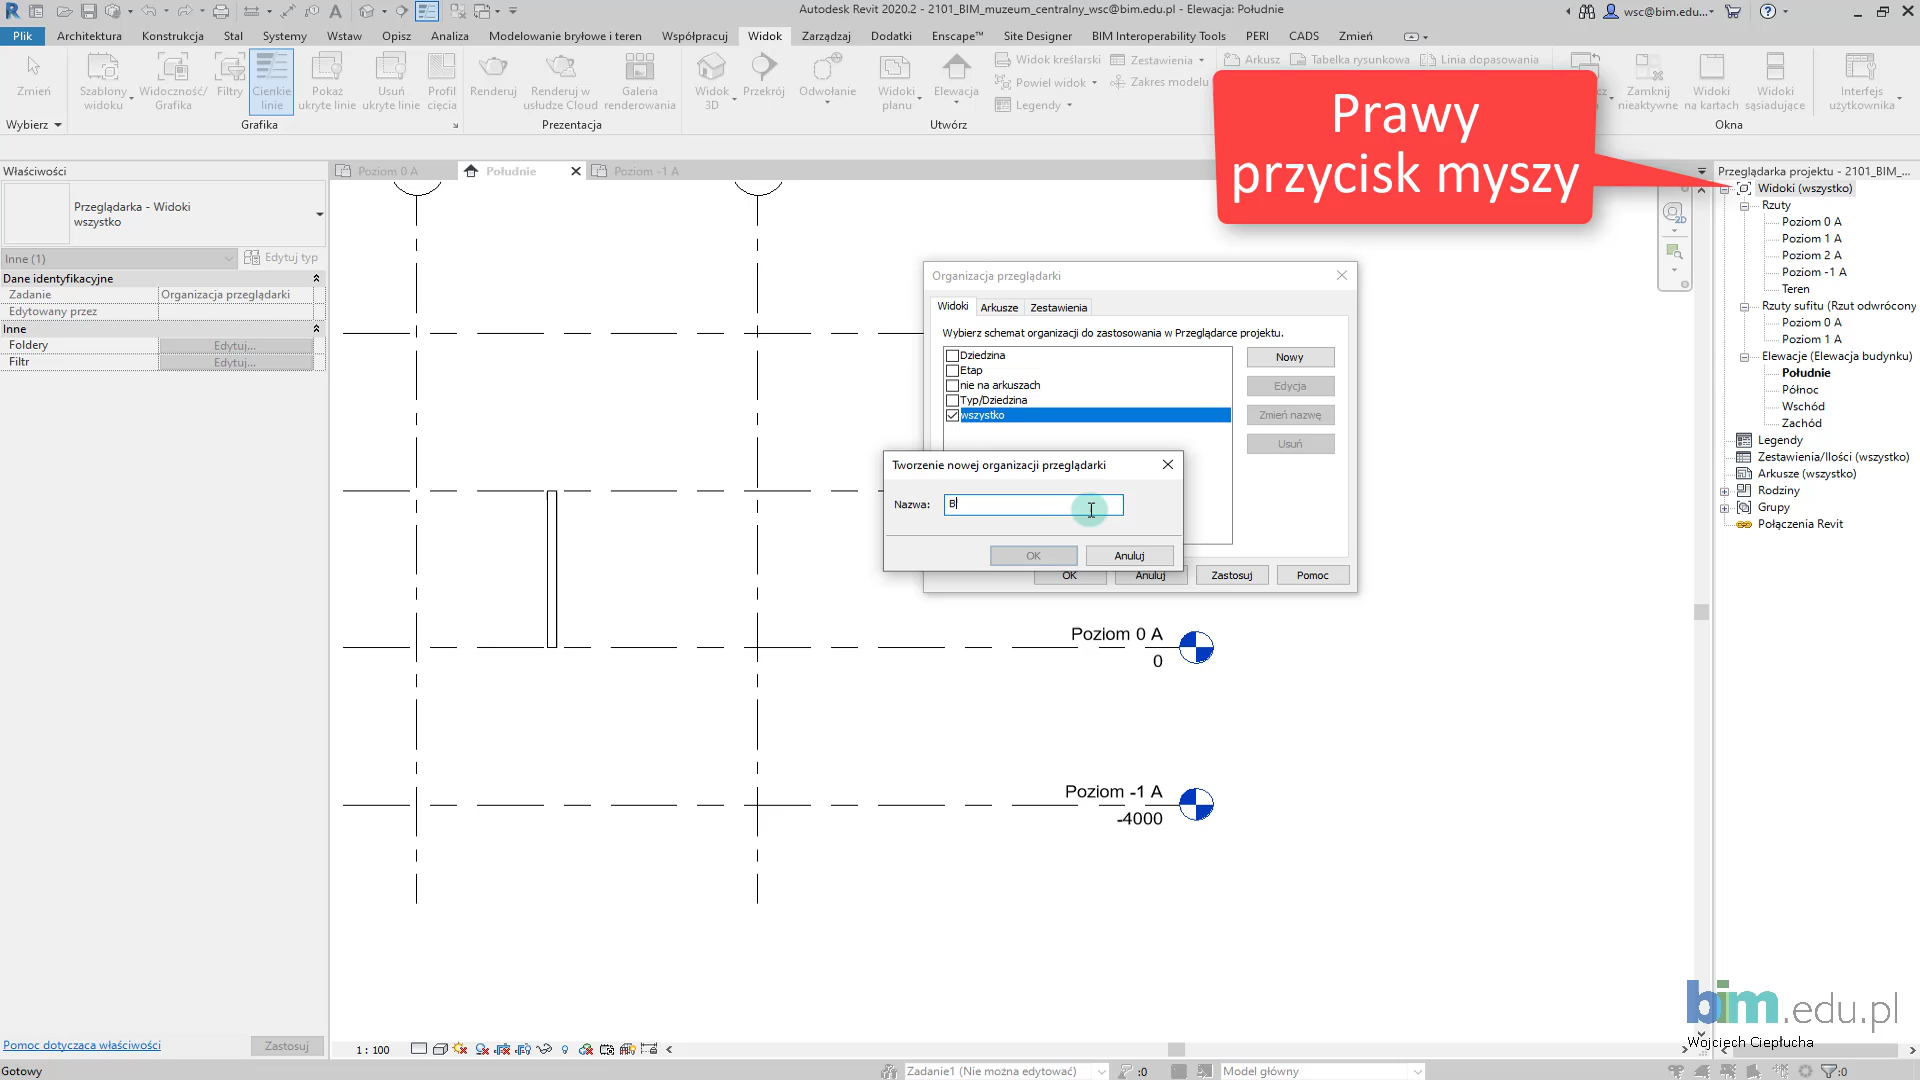 Autodesk Revit 2020.2 - 2101_BIM_muzeum_centralny_wsc@bim.edu.pl - Elewacja: Południe
wsc@bim.edu...
Plik Architektura Konstrukcja Stal Systemy Wstaw Opisz Analiza Modelowanie bryłowe i teren Współpracuj Widok Zarządzaj Dodatki Enscape™ Site Designer BIM Interoperability Tools PERI CADS Zmień
Zmień
Szablony widoku
Widoczność/ Grafika
Filtry
Cienkie linie
Pokaż ukryte linie
Usuń ukryte linie
Profil cięcia
Renderuj
Renderuj w usłudze Cloud
Galeria renderowania
Widok 3D
Przekrój
Odwołanie
Widoki planu
Elewacja
Widok kreślarski
Powiel widok
Legendy
Zestawienia
Zakres modelu
Arkusz
Tabelka rysunkowa
Linia dopasowania
Zamknij nieaktywne
Widoki na kartach
Widoki sąsiadujące
Interfejs użytkownika
Wybierz
Grafika
Prezentacja
Utwórz
Okna
Prawy
przycisk myszy
Właściwości
Przeglądarka - Widoki
wszystko
Inne (1)
Edytuj typ
Dane identyfikacyjne
Zadanie Organizacja przeglądarki
Edytowany przez
Inne
Foldery Edytuj...
Filtr Edytuj...
Pomoc dotycząca właściwości
Zastosuj
Poziom 0 A
Południe
Poziom -1 A
Organizacja przeglądarki
Widoki Arkusze Zestawienia
Wybierz schemat organizacji do zastosowania w Przeglądarce projektu.
Dziedzina
Etap
nie na arkuszach
Typ/Dziedzina
wszystko
Nowy
Edycja
Zmień nazwę
Usuń
Tworzenie nowej organizacji przeglądarki
Nazwa: B
OK Anuluj
OK Anuluj Zastosuj Pomoc
Poziom 0 A
0
Poziom -1 A
-4000
2D
Przeglądarka projektu - 2101_BIM_...
Widoki (wszystko)
Rzuty
Poziom 0 A
Poziom 1 A
Poziom 2 A
Poziom -1 A
Teren
Rzuty sufitu (Rzut odwrócony
Poziom 0 A
Poziom 1 A
Elewacje (Elewacja budynku)
Południe
Północ
Wschód
Zachód
Legendy
Zestawienia/Ilości (wszystko)
Arkusze (wszystko)
Rodziny
Grupy
Połączenia Revit
bim.edu.pl
Wojciech Ciepłucha
1 : 100
Gotowy
Zadanie1 (Nie można edytować)
:0
Model główny
:0